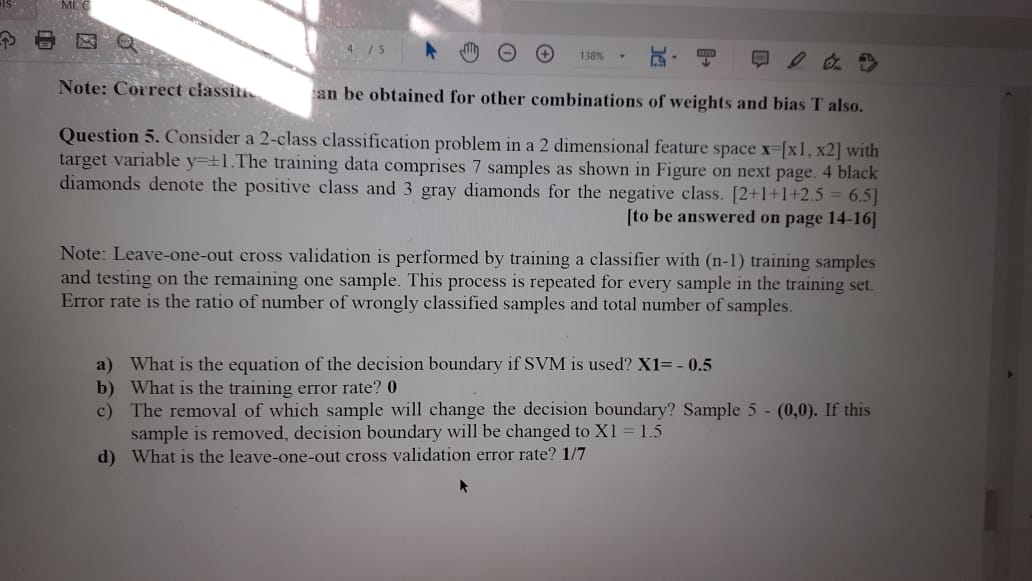 MI. C
4 / 5
138%
Note: Correct an be obtained for other combinations of weights and bias T also.
Question 5. Consider a 2-class classification problem in a 2 dimensional feature space x=[x1, x2] with
target variable y=±1.The training data comprises 7 samples as shown in Figure on next page. 4 black
diamonds denote the positive class and 3 gray diamonds for the negative class. [2+1+1+2.5 = 6.5]
[to be answered on page 14-16]
Note: Leave-one-out cross validation is performed by training a classifier with (n-1) training samples
and testing on the remaining one sample. This process is repeated for every sample in the training set.
Error rate is the ratio of number of wrongly classified samples and total number of samples.
a) What is the equation of the decision boundary if SVM is used? X1= - 0.5
b) What is the training error rate? 0
c) The removal of which sample will change the decision boundary? Sample 5 - (0,0). If this
sample is removed, decision boundary will be changed to X1 = 1.5
d) What is the leave-one-out cross validation error rate? 1/7